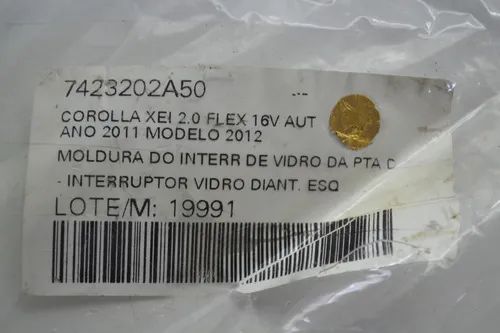 7423202A50
COROLLA XEI 2.0 FLEX 16V AUT
ANO 2011 MODELO 2012
MOLDURA DO INTERR DE VIDRO DA PTA D
- INTERRUPTOR VIDRO DIANT. ESQ
LOTE/M: 19991